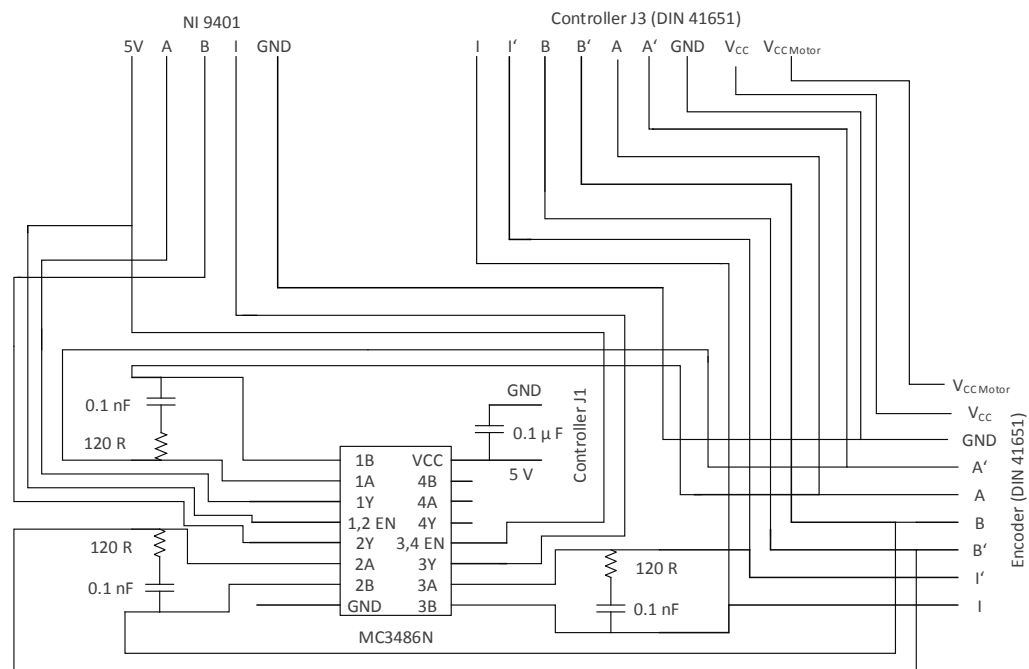 NI 9401
Controller J3 (DIN 41651)
5V A B I GND
I I‘ B B‘ A A‘ GND VCC VCC Motor
0.1 nF
120 R
GND
0.1 µ F
5 V
Controller J1
1B VCC
1A 4B
1Y 4A
1,2 EN 4Y
2Y 3,4 EN
2A 3Y
2B 3A
GND 3B
MC3486N
120 R
0.1 nF
120 R
0.1 nF
VCC Motor
VCC
GND
A‘
A
B
B‘
I‘
I
Encoder (DIN 41651)